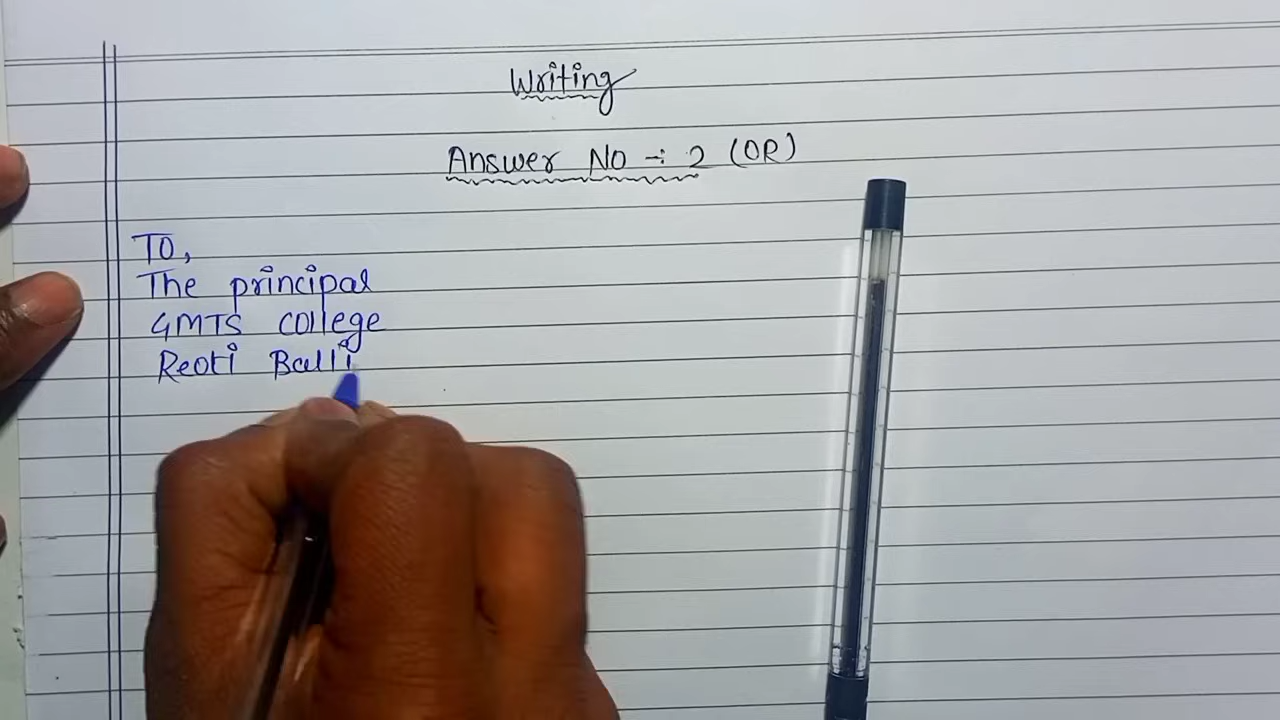 Writing
Answer No -: 2 (OR)
TO,
The principal
GMTS college
Reoti Balli